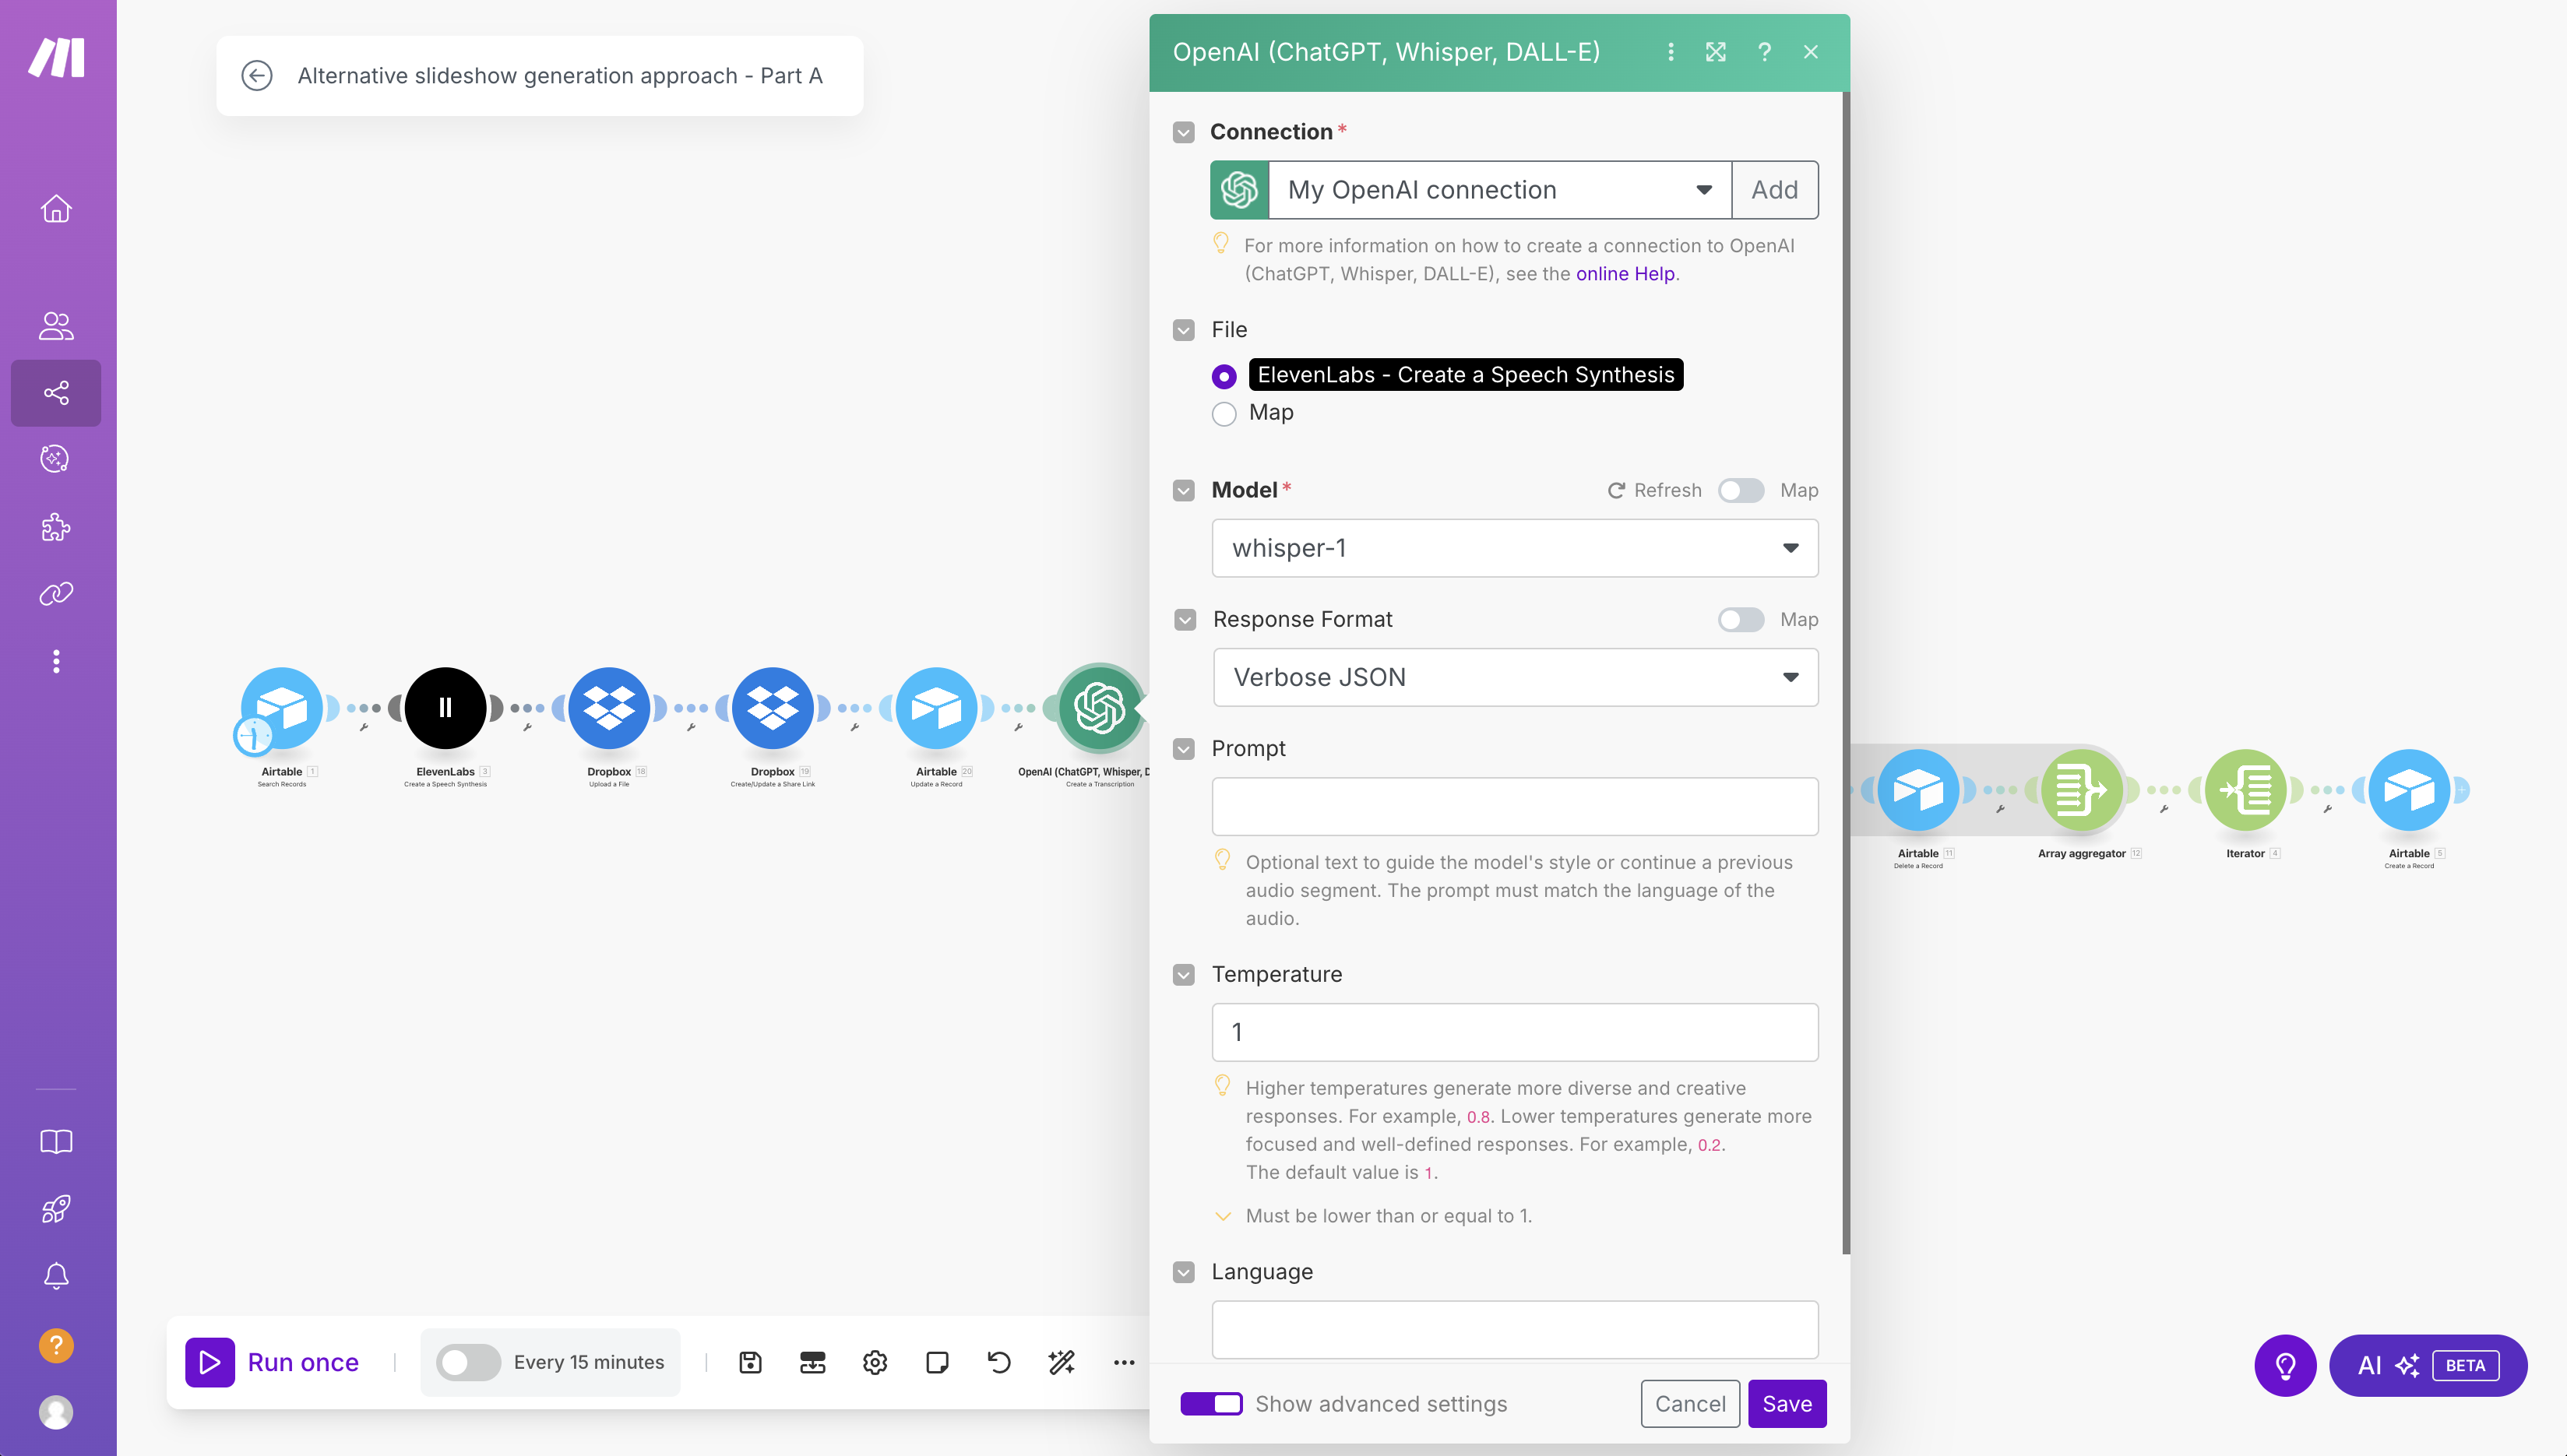 Alternative slideshow generation approach - Part A
OpenAI (ChatGPT, Whisper, DALL-E)
?
Connection *
My OpenAI connection
Add
For more information on how to create a connection to OpenAI
(ChatGPT, Whisper, DALL-E), see the online Help.
File
ElevenLabs - Create a Speech Synthesis
Map
Model *
Refresh
Map
whisper-1
Response Format
Map
Verbose JSON
Prompt
Optional text to guide the model's style or continue a previous
audio segment. The prompt must match the language of the
audio.
Temperature
1
Higher temperatures generate more diverse and creative
responses. For example, 0.8. Lower temperatures generate more
focused and well-defined responses. For example, 0.2.
The default value is 1.
Must be lower than or equal to 1.
Language
Show advanced settings
Cancel
Save
Airtable 1
Search Records
ElevenLabs 3
Create a Speech Synthesis
Dropbox 18
Upload a File
Dropbox 19
Create/Update a Share Link
Airtable 20
Update a Record
OpenAI (ChatGPT, Whisper, D
Create a Transcription
Airtable 11
Delete a Record
Array aggregator 12
Iterator 4
Airtable 5
Create a Record
?
Run once
Every 15 minutes
AI
BETA